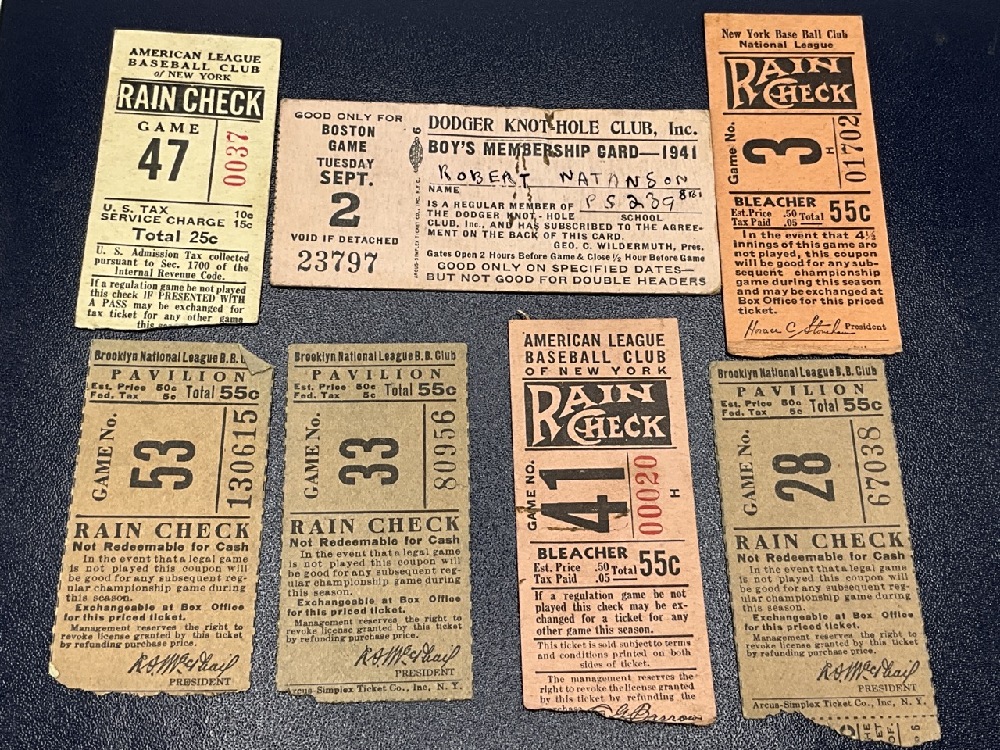 AMERICAN LEAGUE
BASEBALL CLUB
of NEW YORK
RAIN CHECK
GAME
47
0037
U. S. TAX 10c
SERVICE CHARGE 15c
Total 25c
U. S. Admission Tax collected
pursuant to Sec. 1700 of the
Internal Revenue Code.
If a regulation game be not played
this check IF PRESENTED WITH
A PASS may be exchanged for
tax ticket for any other game
this
GOOD ONLY FOR
BOSTON
GAME
TUESDAY
SEPT.
2
VOID IF DETACHED
23797
DODGER KNOT-HOLE CLUB, Inc.
BOY'S MEMBERSHIP CARD—1941
ROBERT NATANSON
NAME
PS 239 8B1
IS A REGULAR MEMBER OF
SCHOOL
THE DODGER KNOT-HOLE
CLUB, Inc., AND HAS SUBSCRIBED TO THE AGREE-
MENT ON THE BACK OF THIS CARD.
GEO. C. WILDERMUTH, Pres.
Gates Open 2 Hours Before Game & Close ½ Hour Before Game
GOOD ONLY ON SPECIFIED DATES—
BUT NOT GOOD FOR DOUBLE HEADERS
New York Base Ball Club
National League
RAIN
CHECK
Game No.
3
H
01702
BLEACHER
Est. Price .50 Total 55c
Tax Paid .05
In the event that 4½
innings of this game are
not played, this coupon
will be good for any sub-
sequent championship
game during this season
and may be exchanged at
Box Office for this priced
ticket.
Horace C. Stoneham President
Brooklyn National League B.B.
PAVILION
Est. Price 50c Total 55c
Fed. Tax 5c
GAME No.
53
130615
RAIN CHECK
Not Redeemable for Cash
In the event that a legal game
is not played this coupon will
be good for any subsequent reg-
ular championship game during
this season.
Exchangeable at Box Office
for this priced ticket.
Management reserves the right to
revoke license granted by this ticket
by refunding purchase price.
PRESIDENT
Brooklyn National League B.B. Club
PAVILION
Est. Price 50c Total 55c
Fed. Tax 5c
GAME No.
33
80956
RAIN CHECK
Not Redeemable for Cash
In the event that a legal game
is not played this coupon will
be good for any subsequent reg-
ular championship game during
this season.
Exchangeable at Box Office
for this priced ticket.
Management reserves the right to
revoke license granted by this ticket
by refunding purchase price.
PRESIDENT
Arcus-Simplex Ticket Co., Inc, N. Y.
AMERICAN LEAGUE
BASEBALL CLUB
OF NEW YORK
RAIN
CHECK
GAME NO.
41
00020
H
BLEACHER
Est. Price .50 Total 55c
Tax Paid .05
If a regulation game be not
played this check may be ex-
changed for a ticket for any
other game this season.
This ticket is sold subject to terms
and conditions printed on both
sides of ticket.
The management reserves the
right to revoke the license granted
by this ticket by refunding the
Barrow
Brooklyn National League B.B. Club
PAVILION
Est. Price 50c Total 55c
Fed. Tax 5c
GAME No.
28
67038
RAIN CHECK
Not Redeemable for Cash
In the event that a legal game
is not played this coupon will
be good for any subsequent reg-
ular championship game during
this season.
Exchangeable at Box Office
for this priced ticket.
Management reserves the right to
revoke license granted by this ticket
by refunding purchase price.
PRESIDENT
Arcus-Simplex Ticket Co., Inc, N. Y.